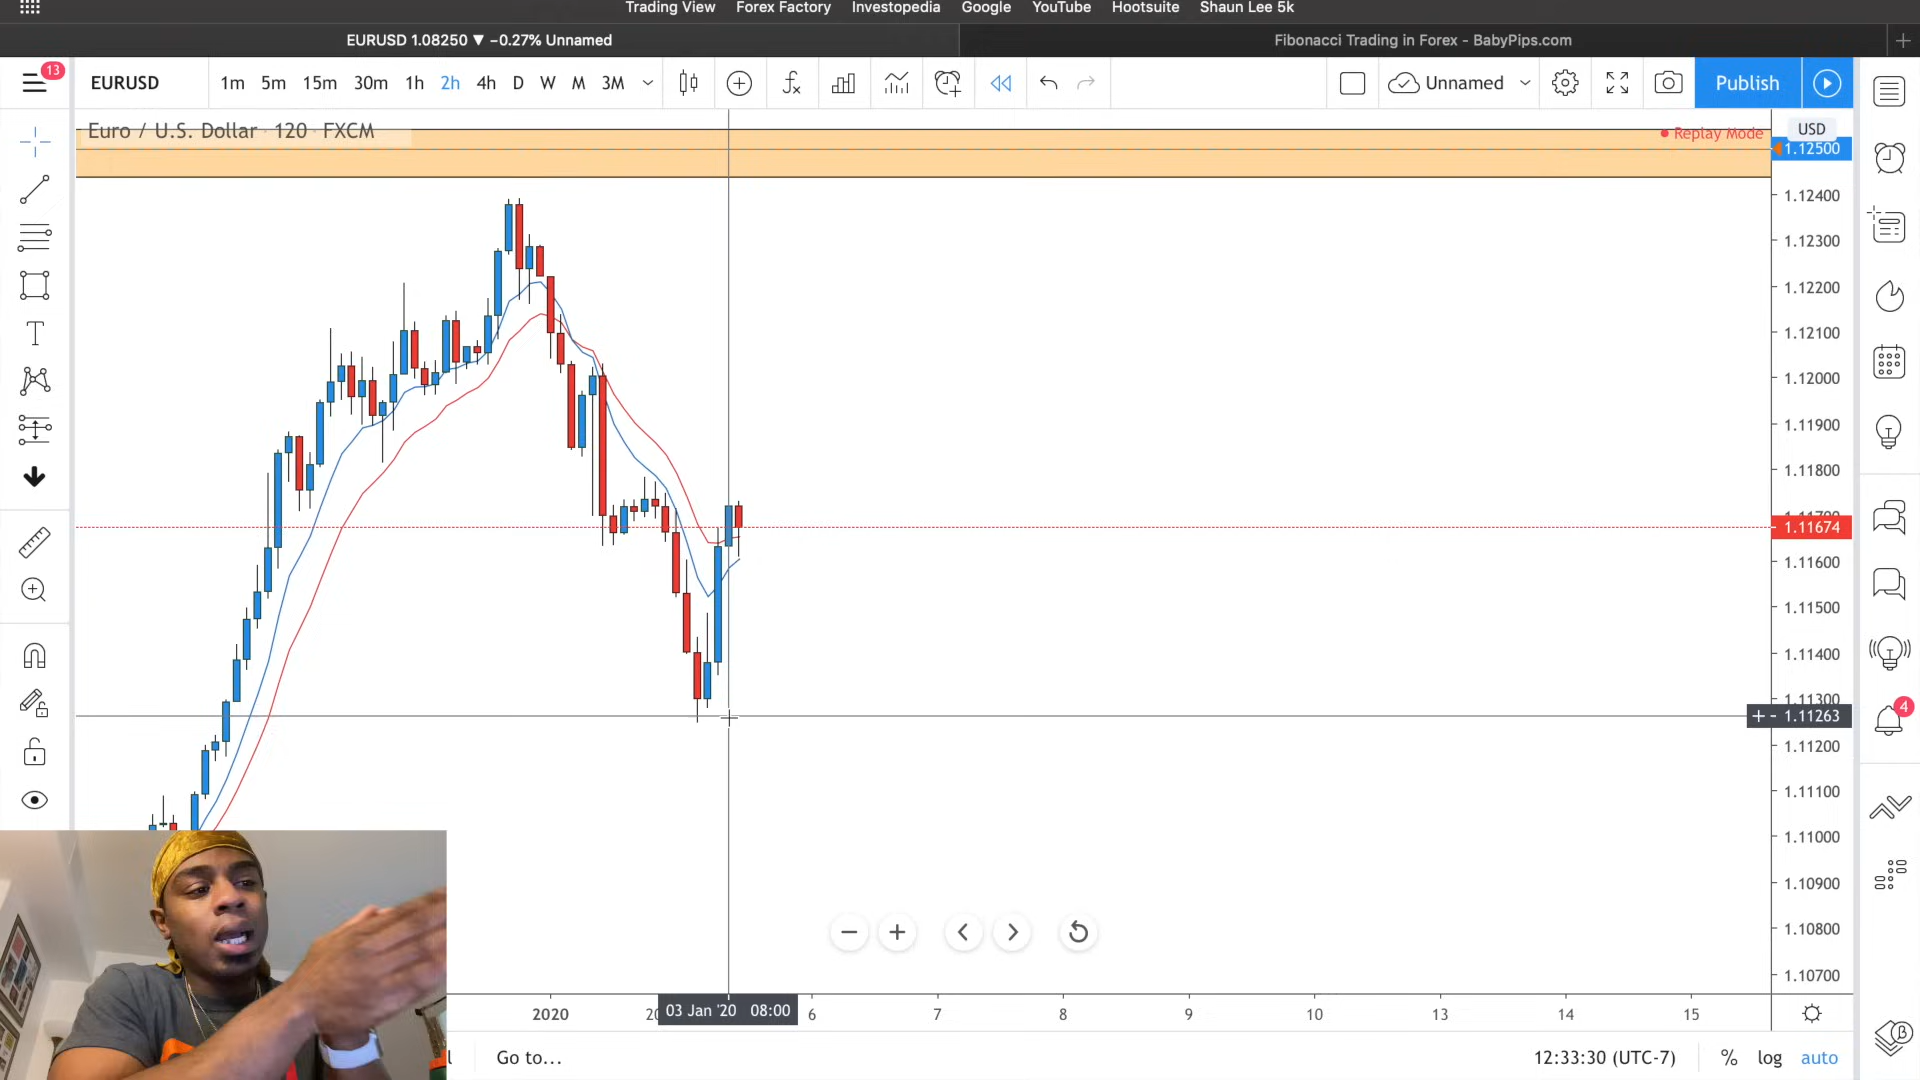 Trading View Forex Factory Investopedia Google YouTube Hootsuite Shaun Lee 5k
EURUSD 1.08250 ▼ −0.27% Unnamed
Fibonacci Trading in Forex - BabyPips.com
13
EURUSD
1m 5m 15m 30m 1h 2h 4h D W M 3M
Unnamed
Publish
Euro / U.S. Dollar · 120 · FXCM
Replay Mode
USD
1.12500
1.12400
1.12300
1.12200
1.12100
1.12000
1.11900
1.11800
1.11674
1.11600
1.11500
1.11400
1.11300
1.11263
1.11200
1.11100
1.11000
1.10900
1.10800
1.10700
4
2020
03 Jan '20 08:00
6 7 8 9 10 13 14 15
Go to...
12:33:30 (UTC-7)
% log auto